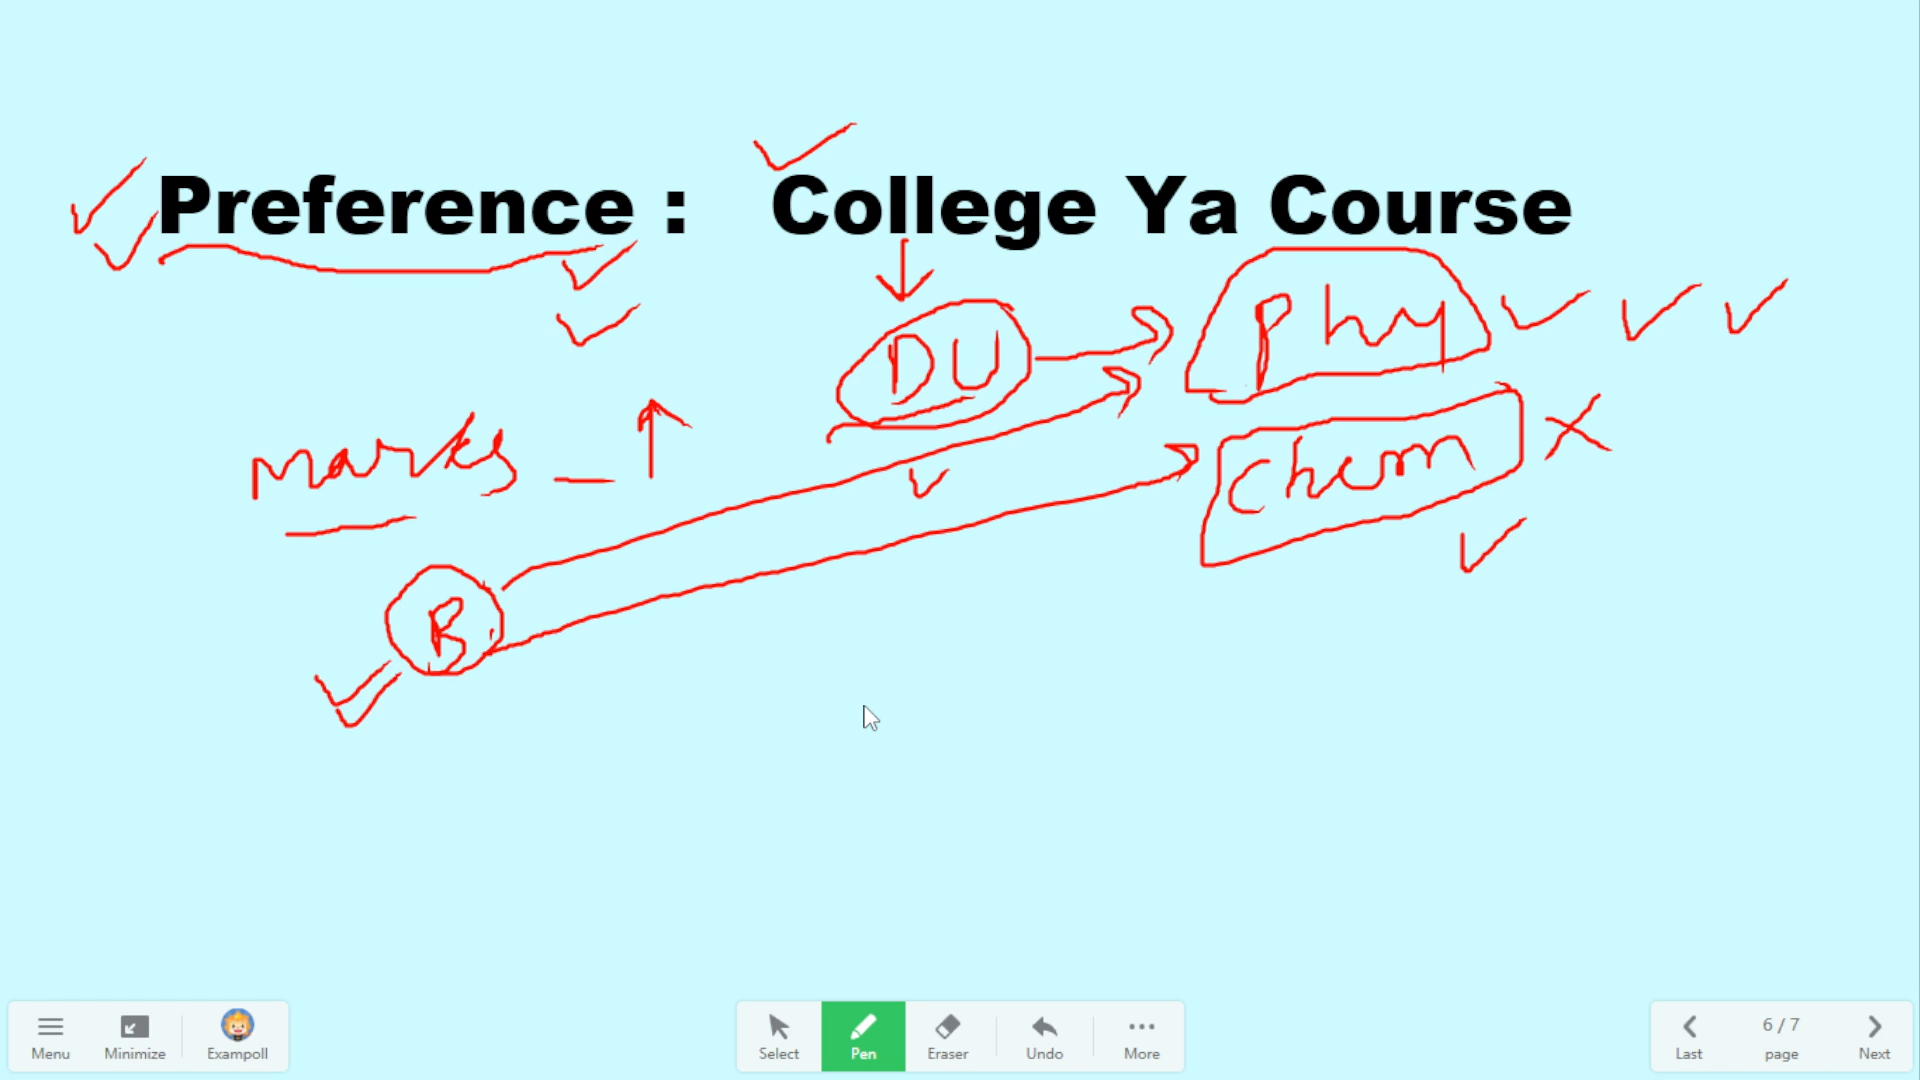 Preference : College Ya Course
DU
Phy
marks
Chem
B
Menu
Minimize
Exampoll
Select
Pen
Eraser
Undo
More
Last
6 / 7
page
Next